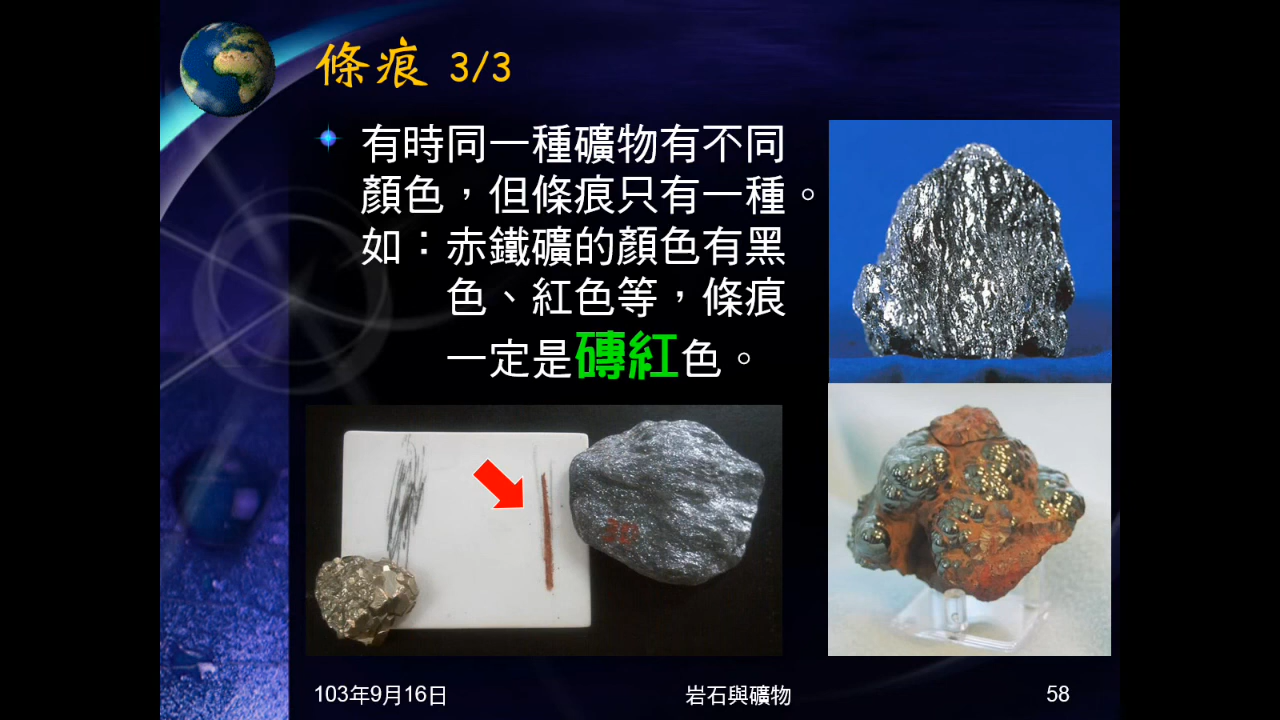 條痕 3/3
有時同一種礦物有不同
顏色，但條痕只有一種。
如：赤鐵礦的顏色有黑
色、紅色等，條痕
一定是磚紅色。
30
103年9月16日
岩石與礦物
58